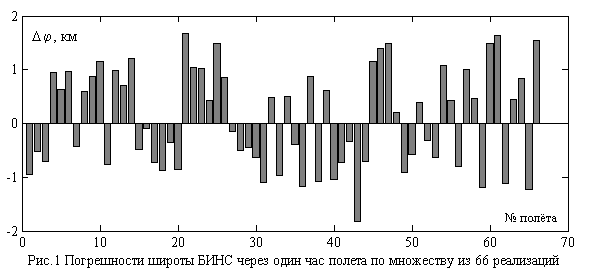 2
Δφ, км
1
0
-1
-2
№ полёта
0 10 20 30 40 50 60 70
Рис.1 Погрешности широты БИНС через один час полета по множеству из 66 реализаций